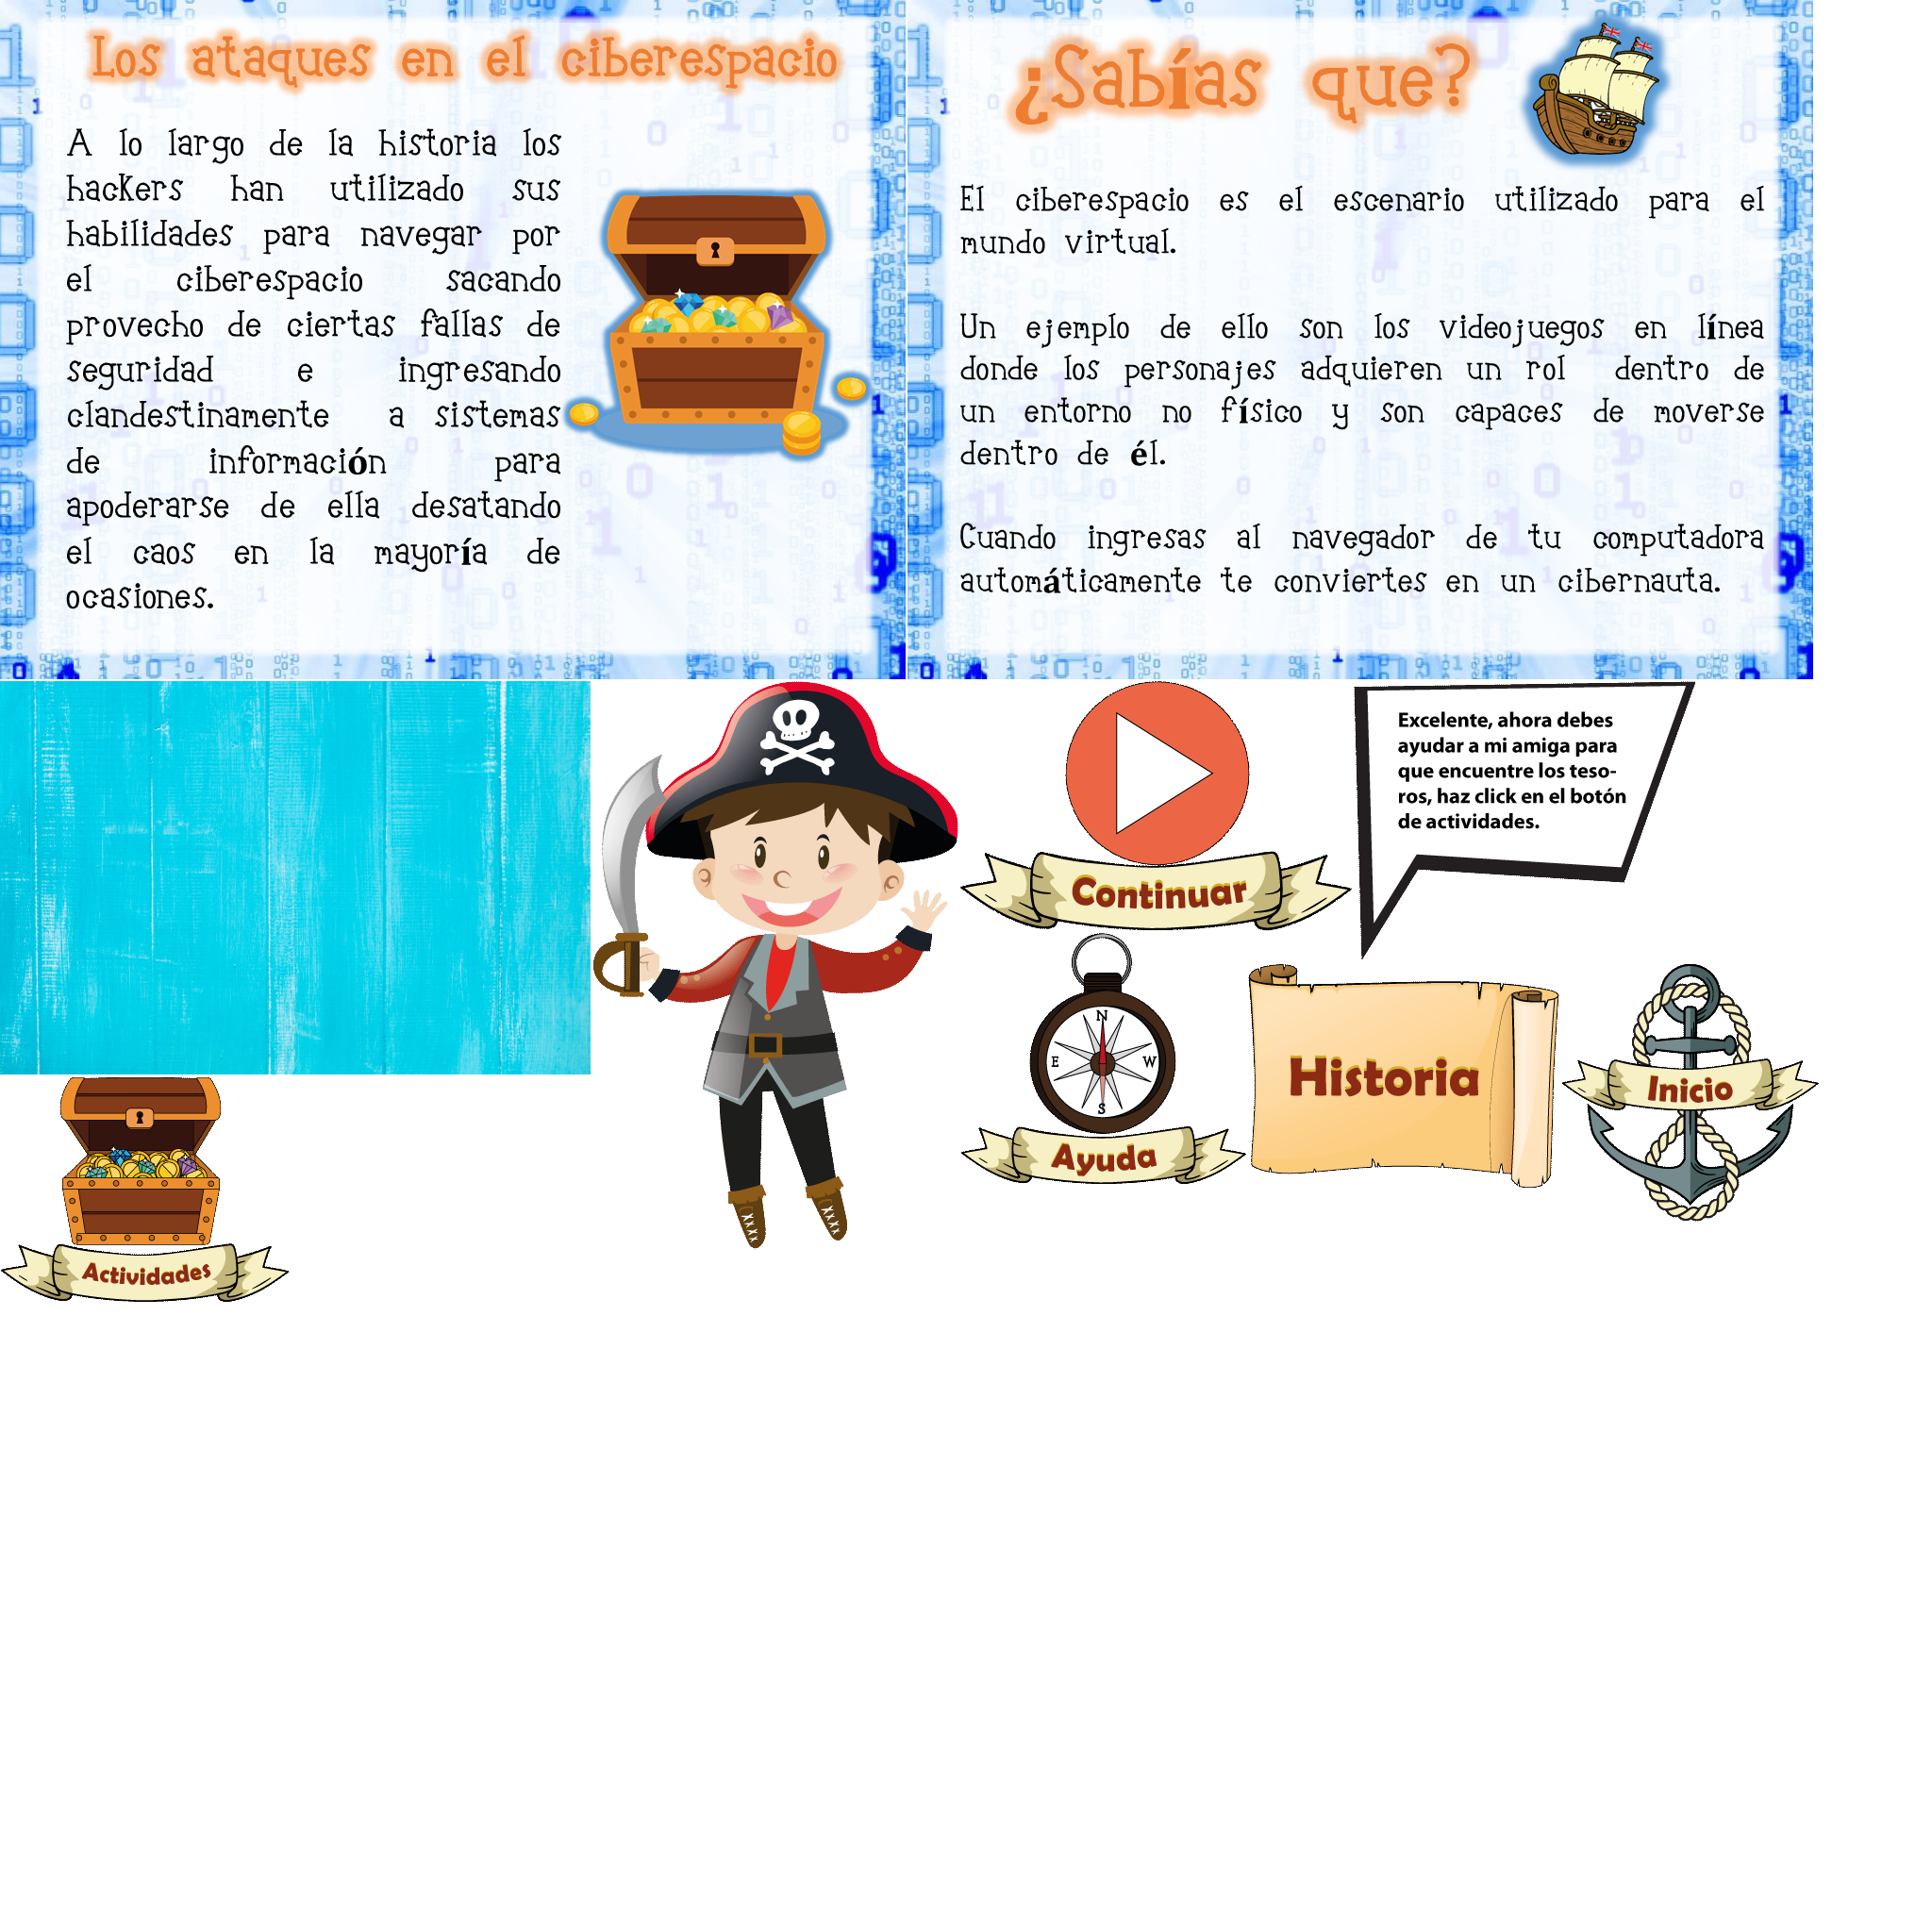 Los ataques en el ciberespacio
A lo largo de la historia los
hackers han utilizado sus
habilidades para navegar por
el ciberespacio sacando
provecho de ciertas fallas de
seguridad e ingresando
clandestinamente a sistemas
de información para
apoderarse de ella desatando
el caos en la mayoría de
ocasiones.
¿Sabías que?
El ciberespacio es el escenario utilizado para el
mundo virtual.
Un ejemplo de ello son los videojuegos en línea
donde los personajes adquieren un rol dentro de
un entorno no físico y son capaces de moverse
dentro de él.
Cuando ingresas al navegador de tu computadora
automáticamente te conviertes en un cibernauta.
Continuar
Excelente, ahora debes
ayudar a mi amiga para
que encuentre los teso-
ros, haz click en el botón
de actividades.
N
E W
S
Ayuda
Historia
Inicio
Actividades